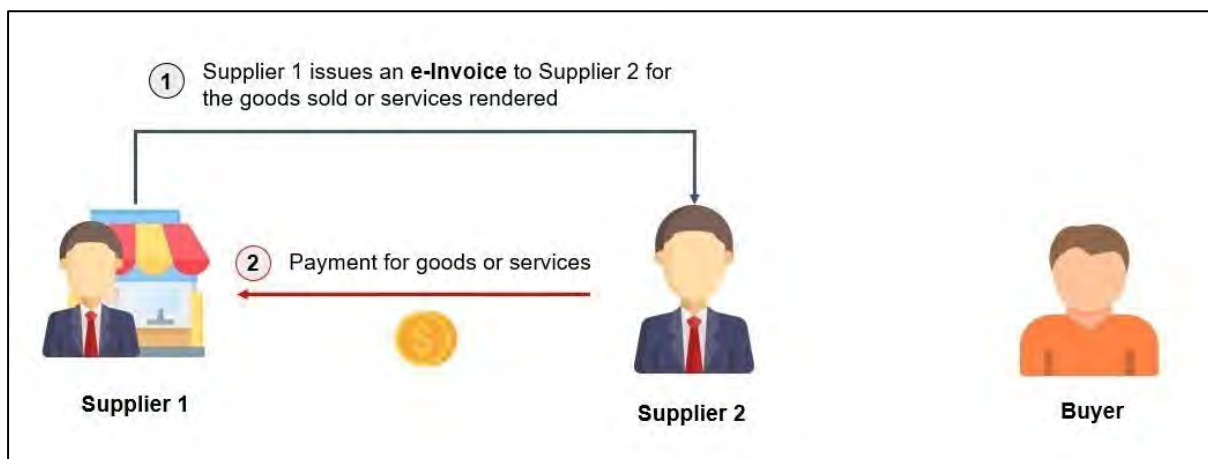 1
Supplier 1 issues an e-Invoice to Supplier 2 for
the goods sold or services rendered
2
Payment for goods or services
$
Supplier 1
Supplier 2
Buyer